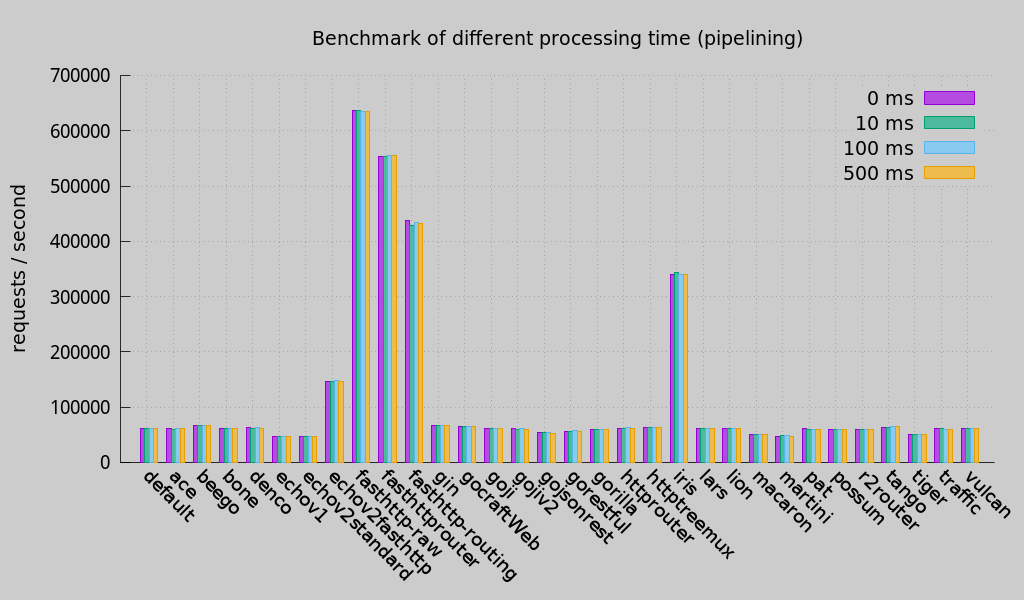 Benchmark of different processing time (pipelining)
700000
600000
500000
400000
300000
200000
100000
0
requests / second
0 ms
10 ms
100 ms
500 ms
default
ace
beego
bone
denco
echov1
echov2standard
echov2fasthttp
fasthttp-raw
fasthttprouter
fasthttp-routing
gin
gocraftWeb
goji
gojiv2
gojsonrest
gorestful
gorilla
httprouter
httptreemux
iris
lars
lion
macaron
martini
pat
possum
r2router
tango
tiger
traffic
vulcan